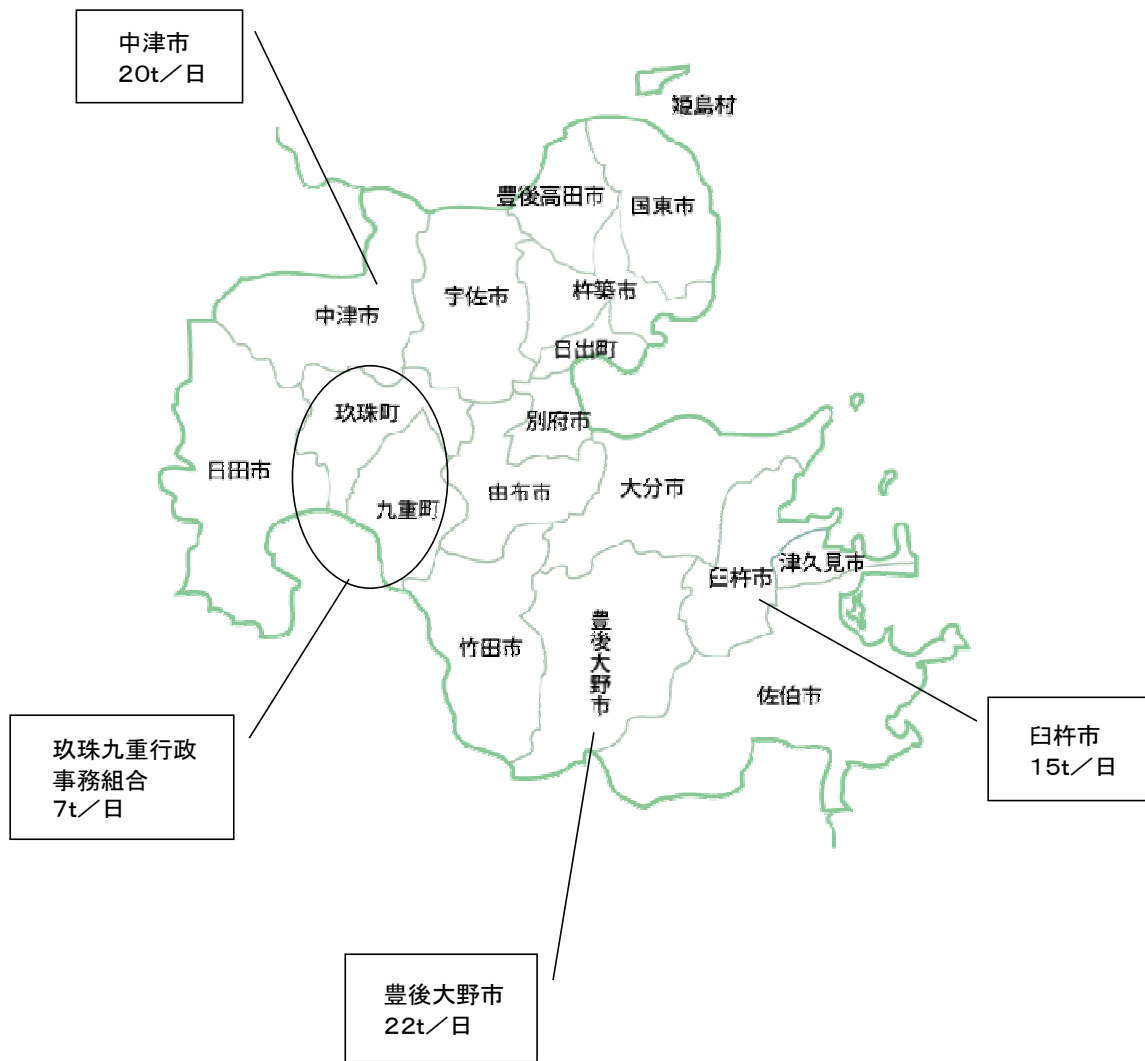 中津市
20t／日
姫島村
豊後高田市
国東市
宇佐市
杵築市
中津市
日出町
玖珠町
別府市
日田市
由布市
大分市
九重町
津久見市
臼杵市
竹田市
豊後大野市
佐伯市
玖珠九重行政
事務組合
7t／日
臼杵市
15t／日
豊後大野市
22t／日